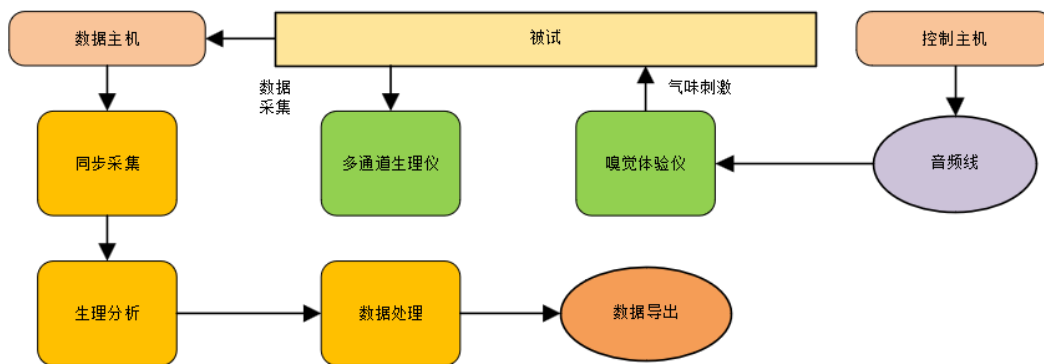 数据主机
被试
控制主机
数据
采集
气味刺激
同步采集
多通道生理仪
嗅觉体验仪
音频线
生理分析
数据处理
数据导出